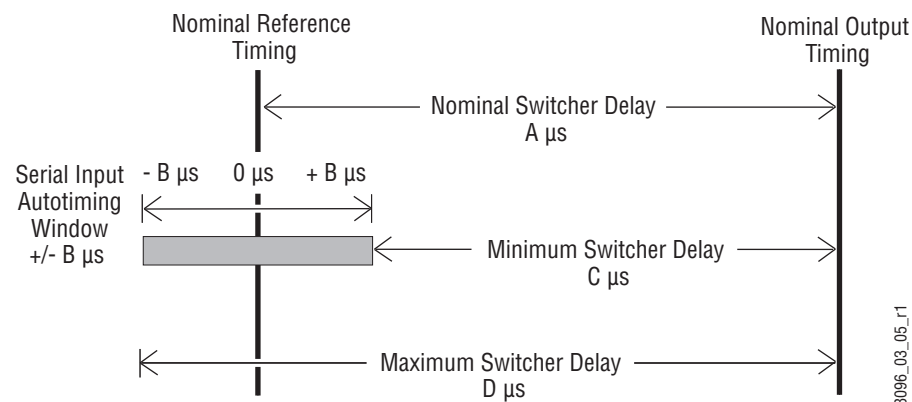 Nominal Reference
Timing
Nominal Output
Timing
Nominal Switcher Delay
A µs
Serial Input
Autotiming
Window
+/- B µs
- B µs 0 µs + B µs
Minimum Switcher Delay
C µs
Maximum Switcher Delay
D µs
8096_03_05_r1